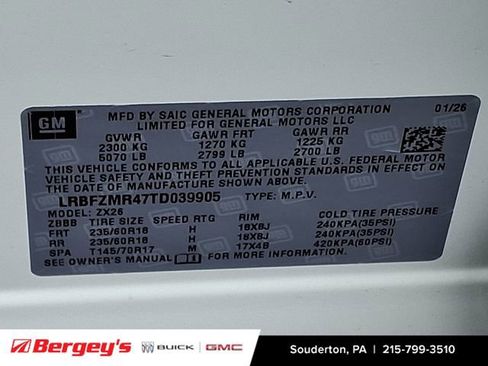 GM
MFD BY SAIC GENERAL MOTORS CORPORATION 01/26
LIMITED FOR GENERAL MOTORS LLC
GVWR GAWR FRT GAWR RR
2300 KG 1270 KG 1225 KG
5070 LB 2799 LB 2700 LB
THIS VEHICLE CONFORMS TO ALL APPLICABLE U.S. FEDERAL MOTOR
VEHICLE SAFETY AND THEFT PREVENTION STANDARDS IN EFFECT ON
THE DATE OF MANUFACTURE SHOWN ABOVE.
LRBFZMR47TD039905 TYPE: M.P.V.
MODEL: ZX26
ZBBB TIRE SIZE SPEED RTG RIM COLD TIRE PRESSURE
FRT 235/60R18 H 18X8J 240KPA(35PSI)
RR 235/60R18 H 18X8J 240KPA(35PSI)
SPA T145/70R17 M 17X4B 420KPA(60PSI)
SEE OWNER'S MANUAL
Bergey's BUICK GMC Souderton, PA | 215-799-3510